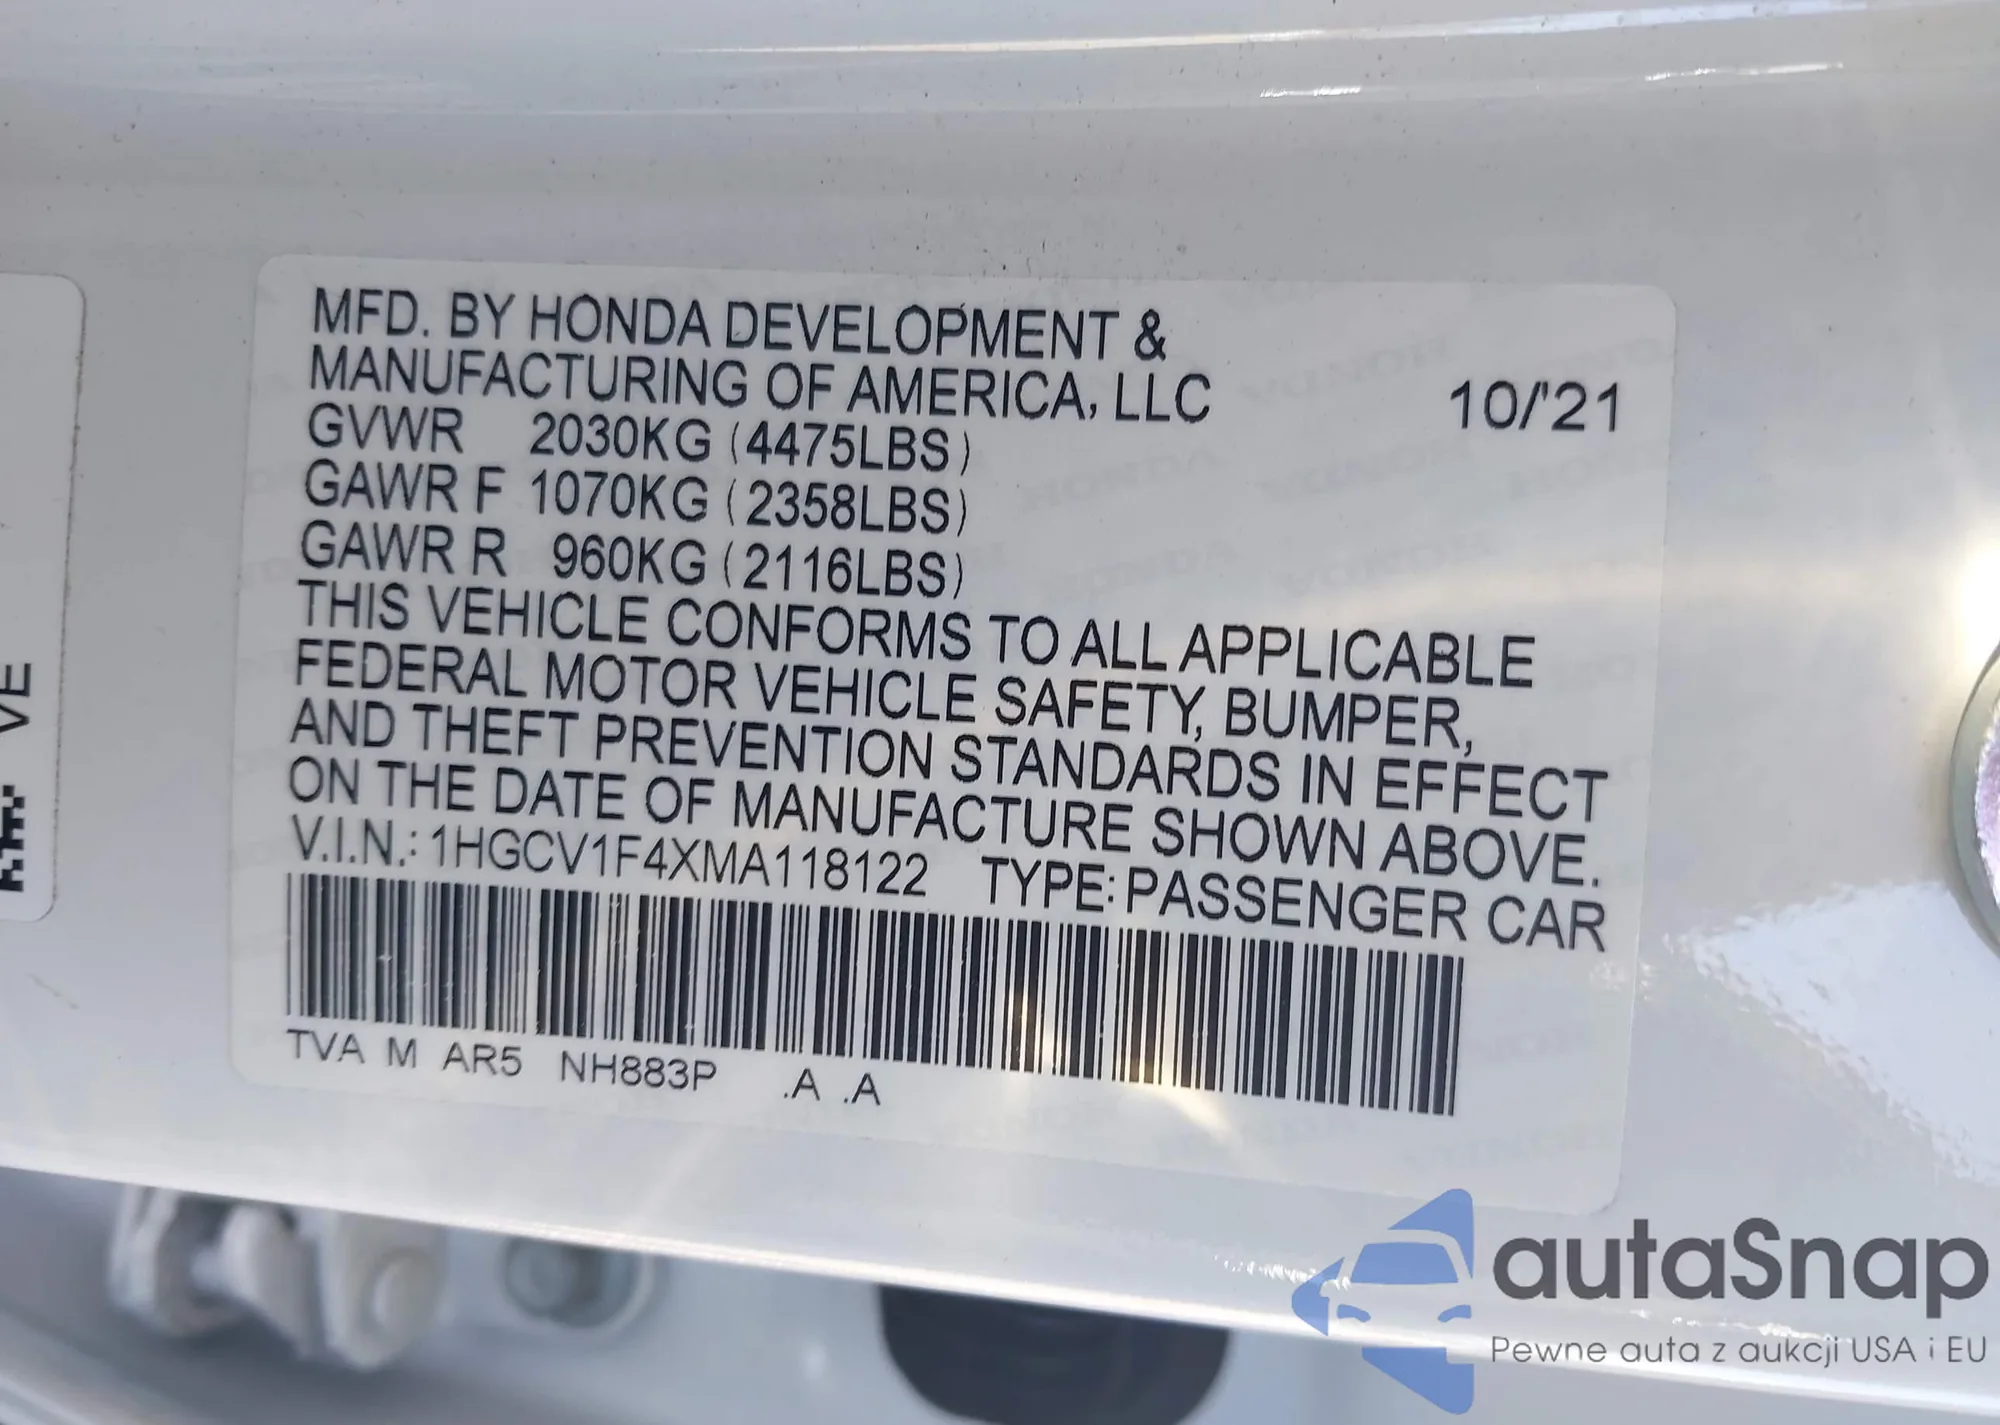 MFD. BY HONDA DEVELOPMENT &
MANUFACTURING OF AMERICA, LLC 10/'21
GVWR 2030KG (4475LBS)
GAWR F 1070KG (2358LBS)
GAWR R 960KG (2116LBS)
THIS VEHICLE CONFORMS TO ALL APPLICABLE
FEDERAL MOTOR VEHICLE SAFETY, BUMPER,
AND THEFT PREVENTION STANDARDS IN EFFECT
ON THE DATE OF MANUFACTURE SHOWN ABOVE.
V.I.N.: 1HGCV1F4XMA118122 TYPE: PASSENGER CAR
TVA M AR5 NH883P .A .A
VE
autaSnap
Pewne auta z aukcji USA i EU